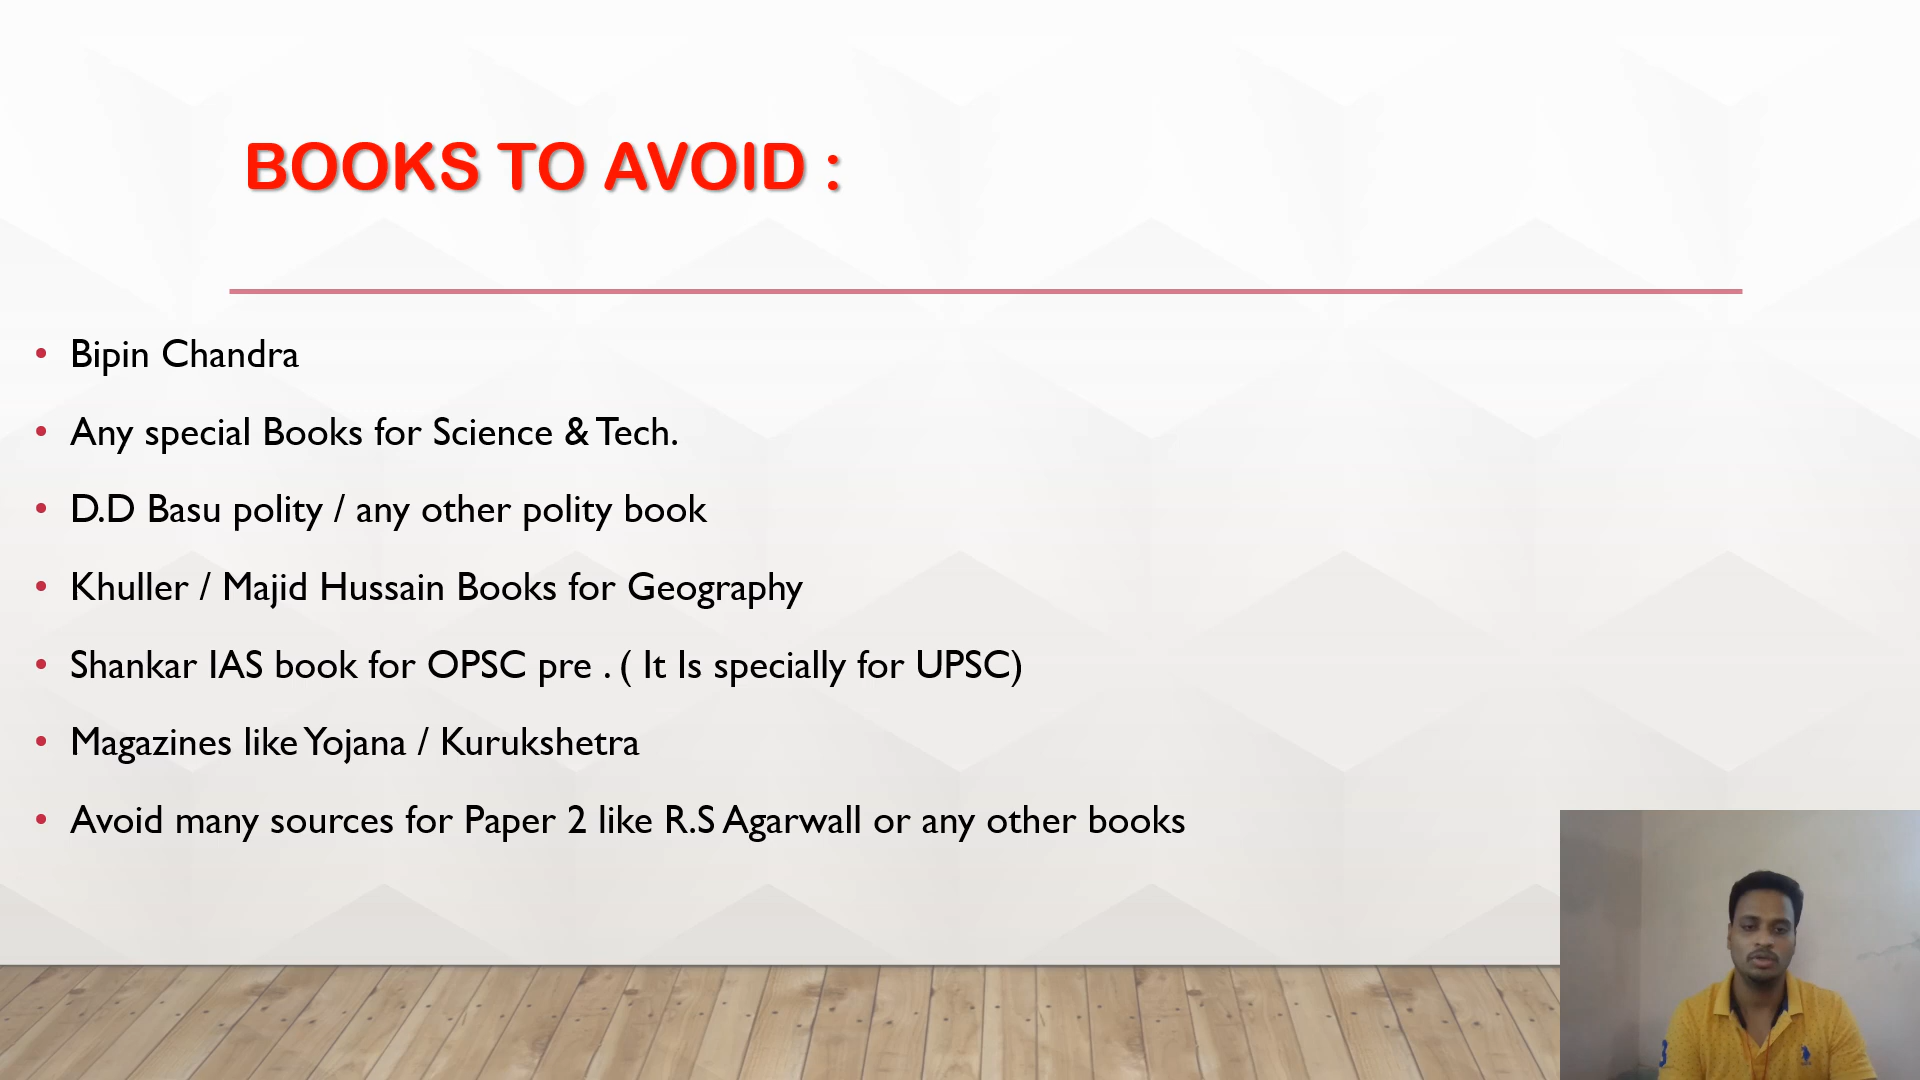 BOOKS TO AVOID :
• Bipin Chandra
• Any special Books for Science & Tech.
• D.D Basu polity / any other polity book
• Khuller / Majid Hussain Books for Geography
• Shankar IAS book for OPSC pre . ( It Is specially for UPSC)
• Magazines like Yojana / Kurukshetra
• Avoid many sources for Paper 2 like R.S Agarwall or any other books
3